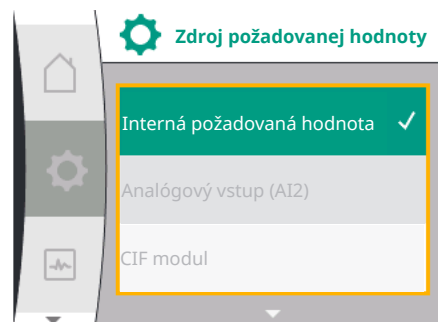 Zdroj požadovanej hodnoty
Interná požadovaná hodnota
Analógový vstup (AI2)
CIF modul